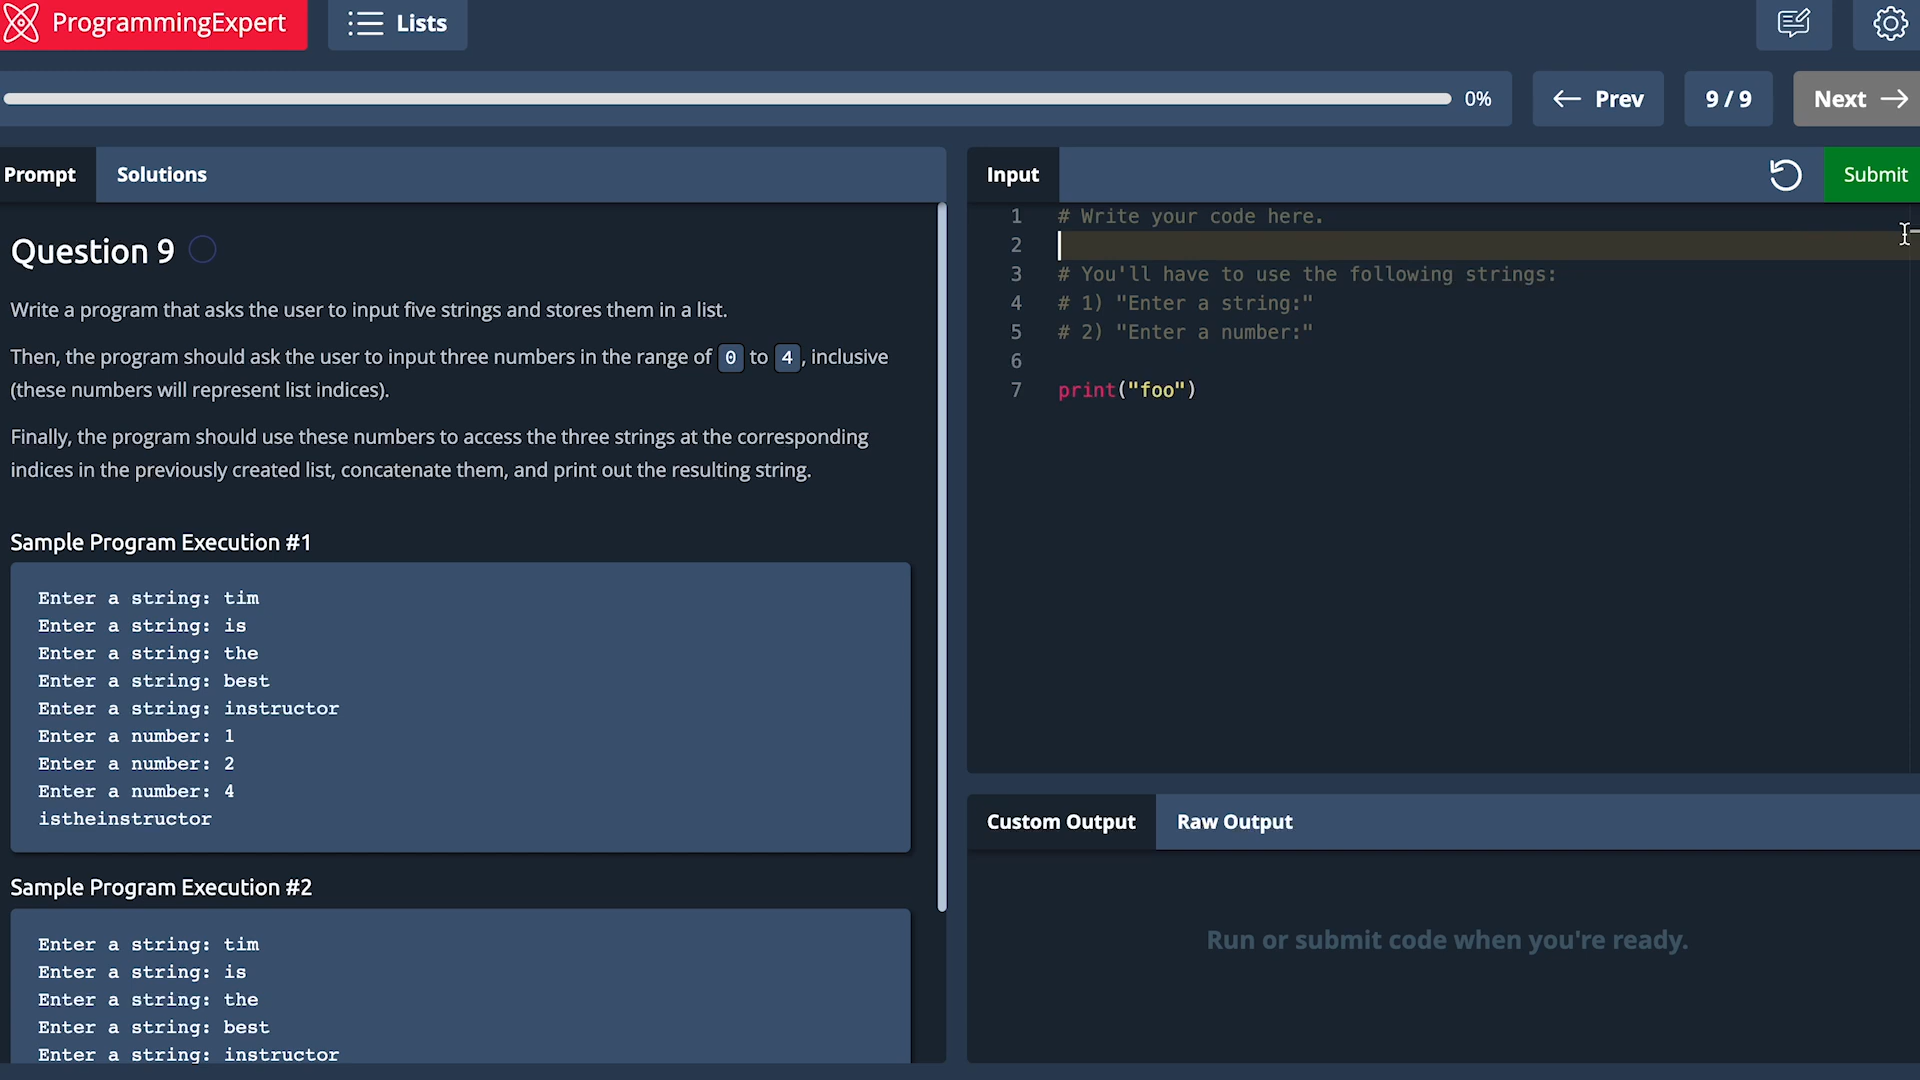 ProgrammingExpert
Lists
0%
Prev
9 / 9
Next
Prompt
Solutions
Question 9
Write a program that asks the user to input five strings and stores them in a list.
Then, the program should ask the user to input three numbers in the range of 0 to 4, inclusive
(these numbers will represent list indices).
Finally, the program should use these numbers to access the three strings at the corresponding
indices in the previously created list, concatenate them, and print out the resulting string.
Sample Program Execution #1
Enter a string: tim
Enter a string: is
Enter a string: the
Enter a string: best
Enter a string: instructor
Enter a number: 1
Enter a number: 2
Enter a number: 4
istheinstructor
Sample Program Execution #2
Enter a string: tim
Enter a string: is
Enter a string: the
Enter a string: best
Enter a string: instructor
Input
Submit
1 # Write your code here.
2
3 # You'll have to use the following strings:
4 # 1) "Enter a string:"
5 # 2) "Enter a number:"
6
7 print("foo")
Custom Output
Raw Output
Run or submit code when you're ready.